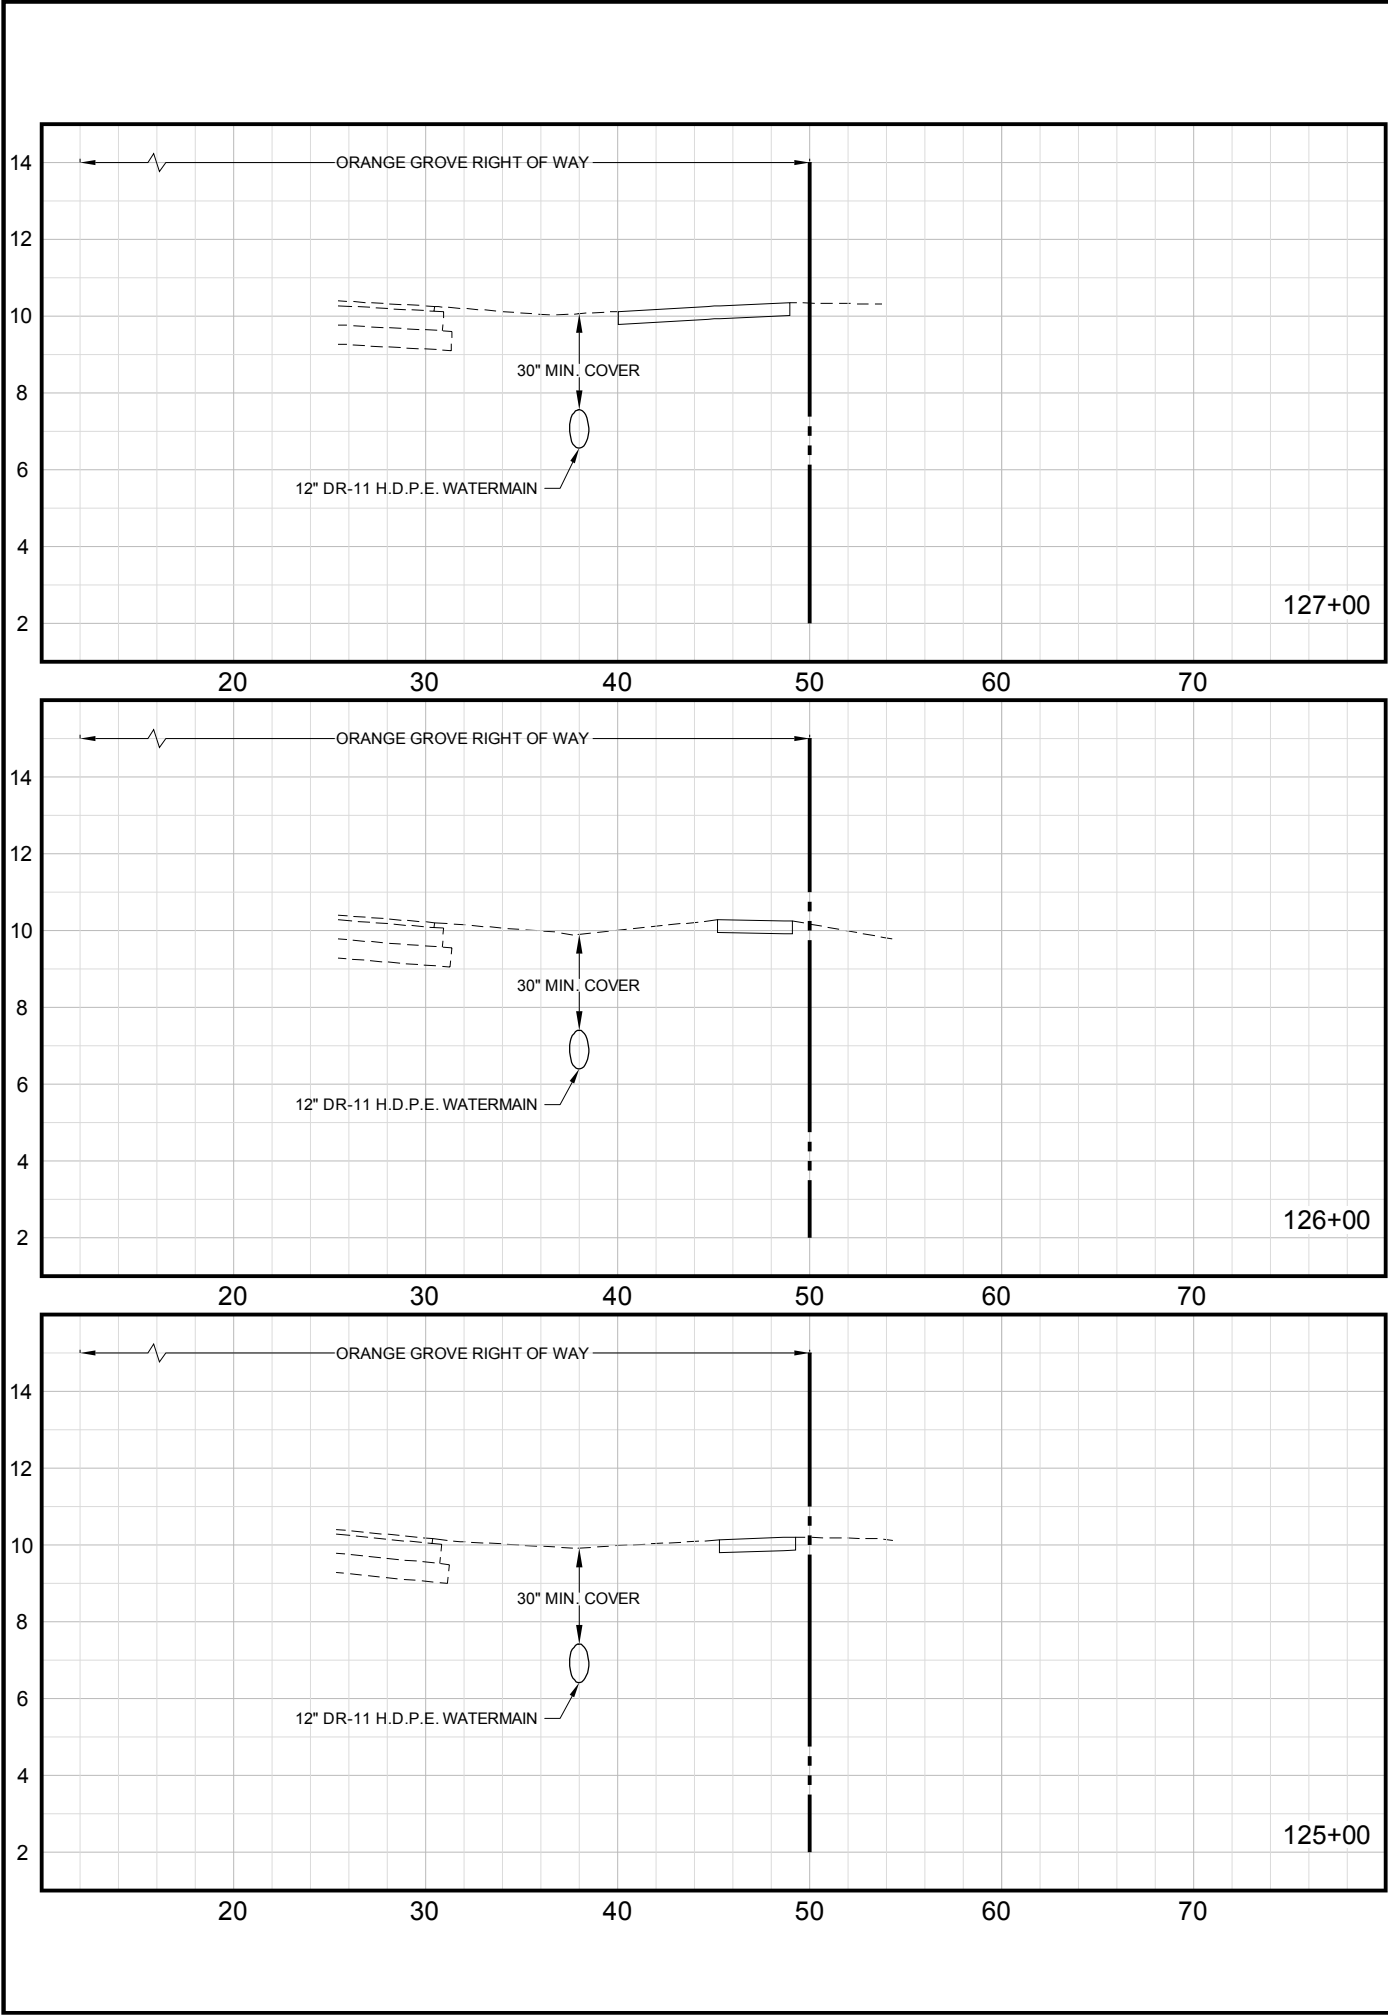 14
ORANGE GROVE RIGHT OF WAY
12
10
30" MIN. COVER
8
6
12" DR-11 H.D.P.E. WATERMAIN
4
127+00
2
20 30 40 50 60 70
ORANGE GROVE RIGHT OF WAY
14
12
10
30" MIN. COVER
8
6
12" DR-11 H.D.P.E. WATERMAIN
4
126+00
2
20 30 40 50 60 70
ORANGE GROVE RIGHT OF WAY
14
12
10
30" MIN. COVER
8
6
12" DR-11 H.D.P.E. WATERMAIN
4
125+00
2
20 30 40 50 60 70